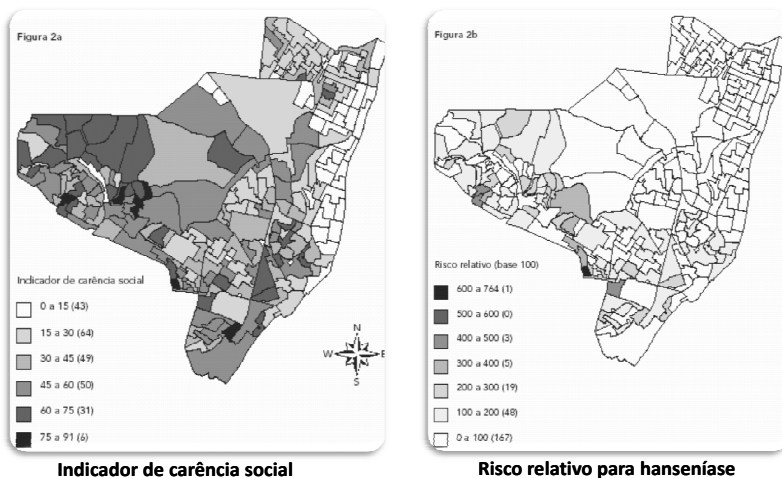 Figura 2a
Indicador de carência social
0 a 15 (43)
15 a 30 (64)
30 a 45 (49)
45 a 60 (50)
60 a 75 (31)
75 a 91 (6)
N
W
E
S
Indicador de carência social
Figura 2b
Risco relativo (base 100)
600 a 764 (1)
500 a 600 (0)
400 a 500 (3)
300 a 400 (5)
200 a 300 (19)
100 a 200 (48)
0 a 100 (167)
Risco relativo para hanseníase